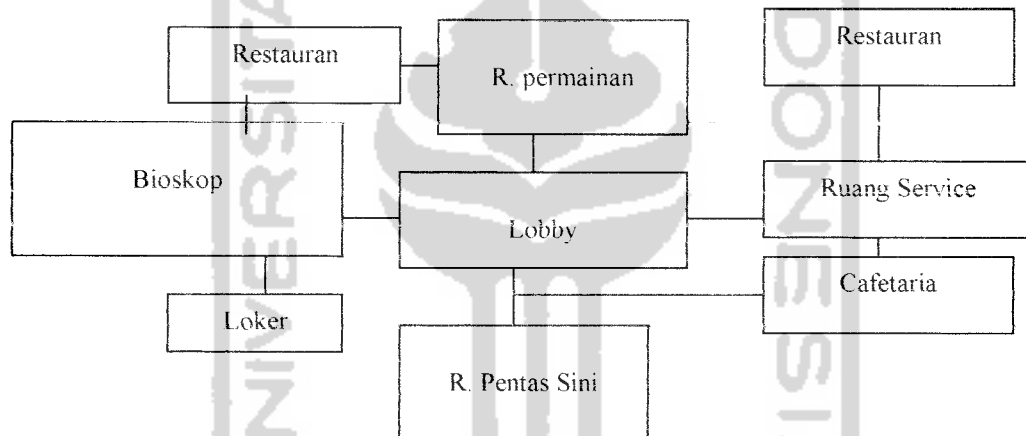 Restauran
R. permainan
Restauran
Bioskop
Lobby
Ruang Service
Loker
Cafetaria
R. Pentas Sini